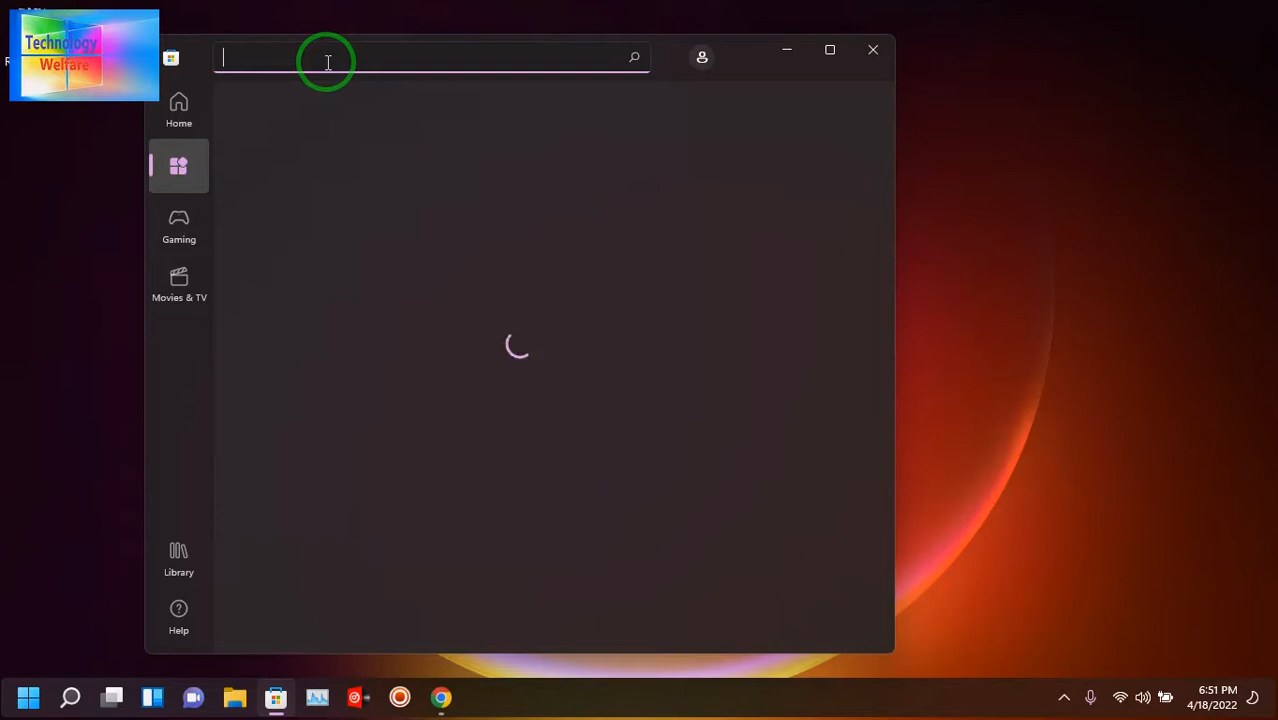 Technology
Welfare
R
Home
Gaming
Movies & TV
Library
Help
6:51 PM
4/18/2022